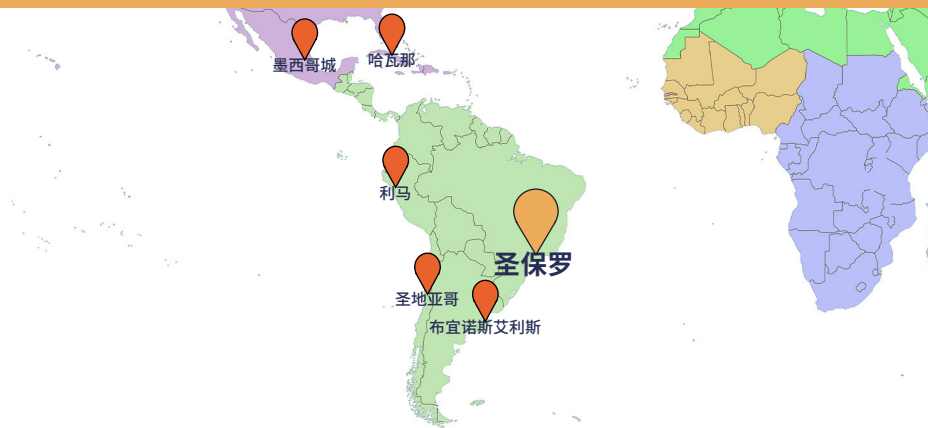 哈瓦那
墨西哥城
利马
圣保罗
圣地亚哥
布宜诺斯艾利斯